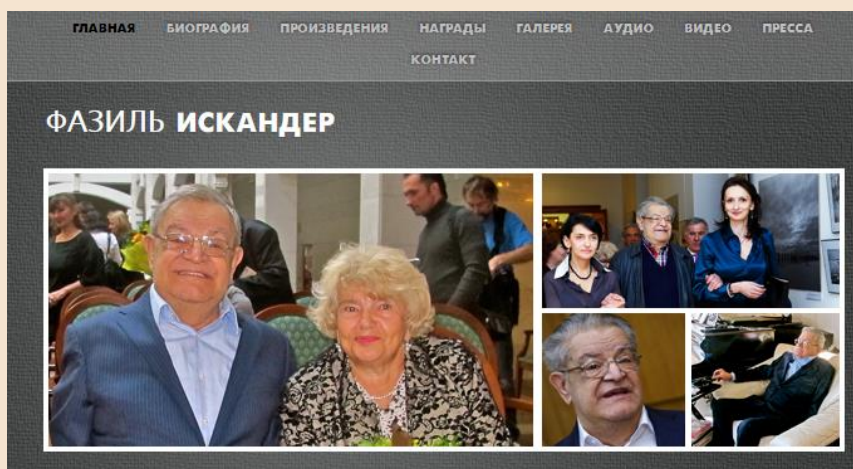 ГЛАВНАЯ БИОГРАФИЯ ПРОИЗВЕДЕНИЯ НАГРАДЫ ГАЛЕРЕЯ АУДИО ВИДЕО ПРЕССА
КОНТАКТ
ФАЗИЛЬ ИСКАНДЕР